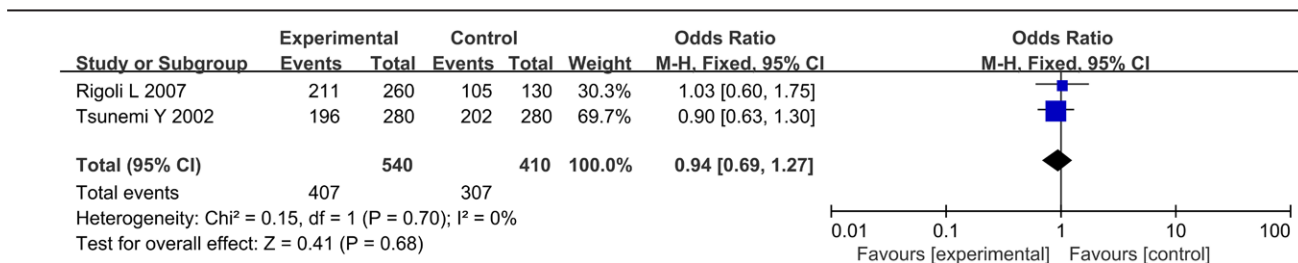 Experimental Control Odds Ratio Odds Ratio
Study or Subgroup Events Total Events Total Weight M-H, Fixed, 95% CI M-H, Fixed, 95% CI
Rigoli L 2007 211 260 105 130 30.3% 1.03 [0.60, 1.75]
Tsunemi Y 2002 196 280 202 280 69.7% 0.90 [0.63, 1.30]
Total (95% CI) 540 410 100.0% 0.94 [0.69, 1.27]
Total events 407 307
Heterogeneity: Chi² = 0.15, df = 1 (P = 0.70); I² = 0%
Test for overall effect: Z = 0.41 (P = 0.68)
0.01 0.1 1 10 100
Favours [experimental] Favours [control]